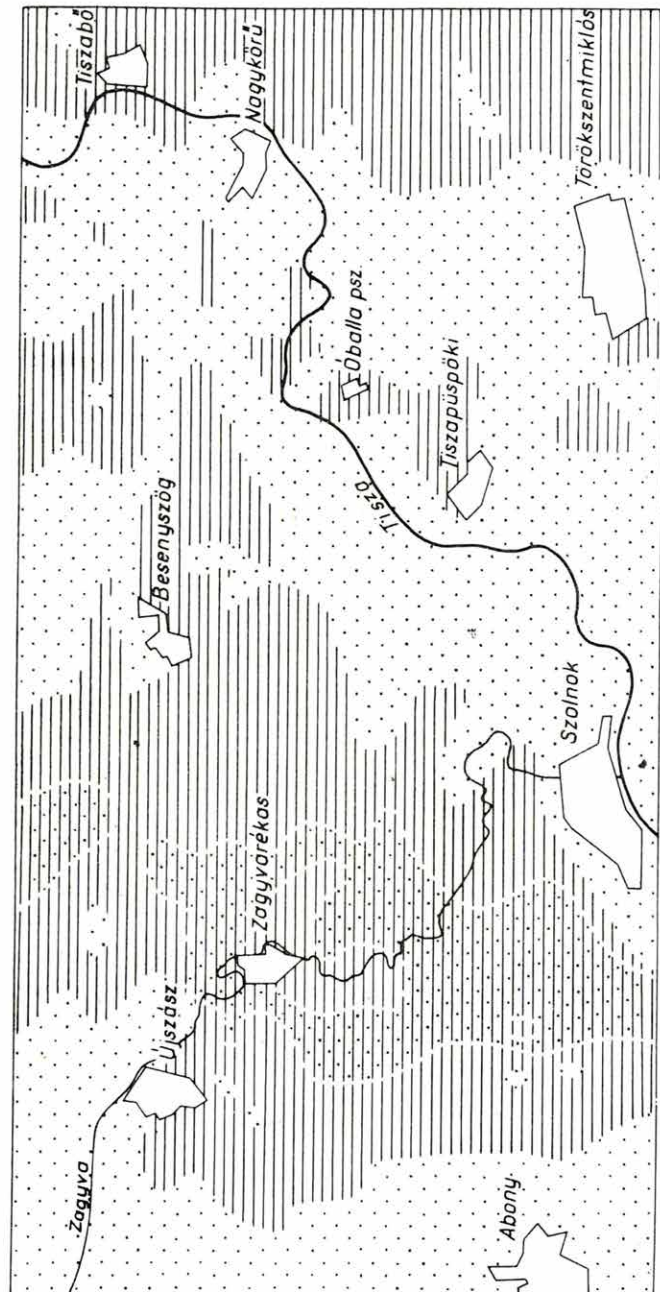 Tiszabő
Nagykörű
Törökszentmiklós
Óballa psz.
Tiszapüspöki
Tisza
Besenyszög
Szolnok
Zagyvarékas
Újszász
Zagyva
Abony